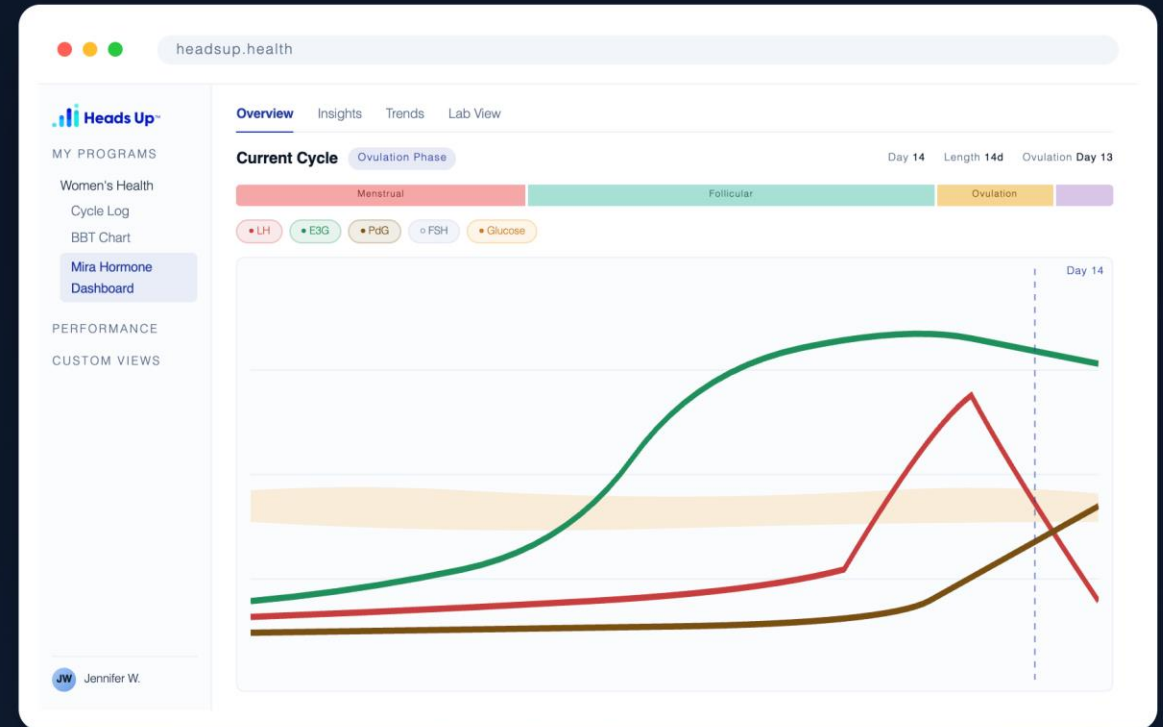 headsup.health
Heads Up™
MY PROGRAMS
Women's Health
Cycle Log
BBT Chart
Mira Hormone
Dashboard
PERFORMANCE
CUSTOM VIEWS
JW Jennifer W.
Overview Insights Trends Lab View
Current Cycle Ovulation Phase Day 14 Length 14d Ovulation Day 13
Menstrual Follicular Ovulation
LH E3G PdG FSH Glucose
Day 14